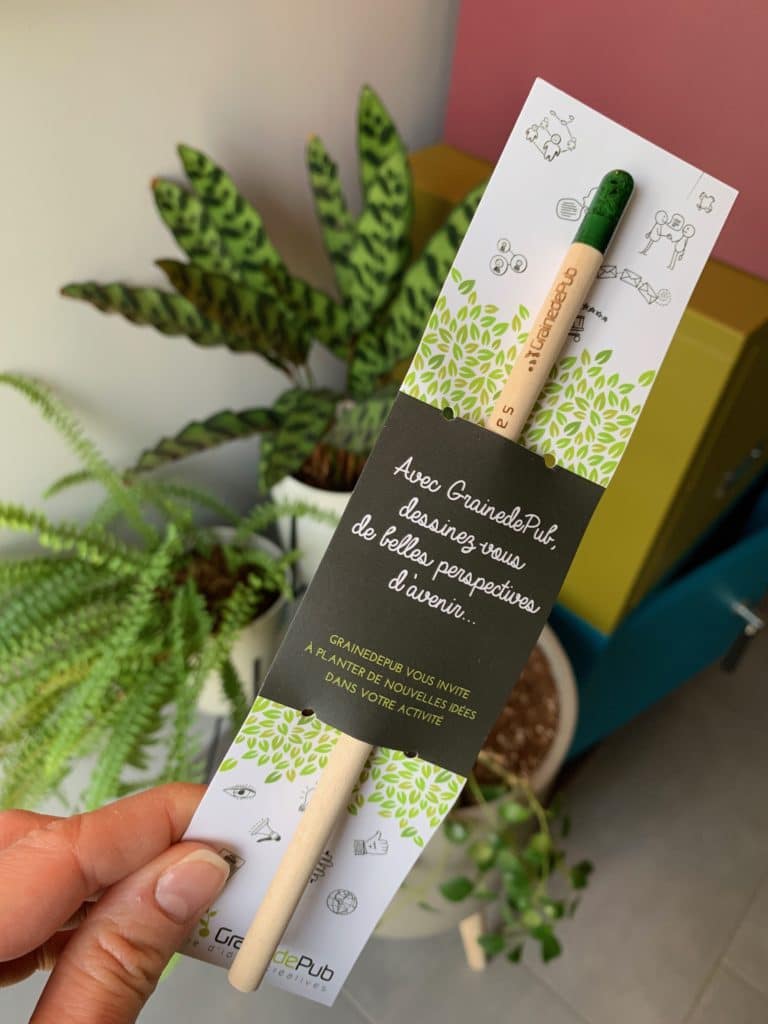 GrainedePub
Avec GrainedePub,
dessinez-vous
de belles perspectives
d'avenir...
GRAINEDEPUB VOUS INVITE
À PLANTER DE NOUVELLES IDÉES
DANS VOTRE ACTIVITÉ